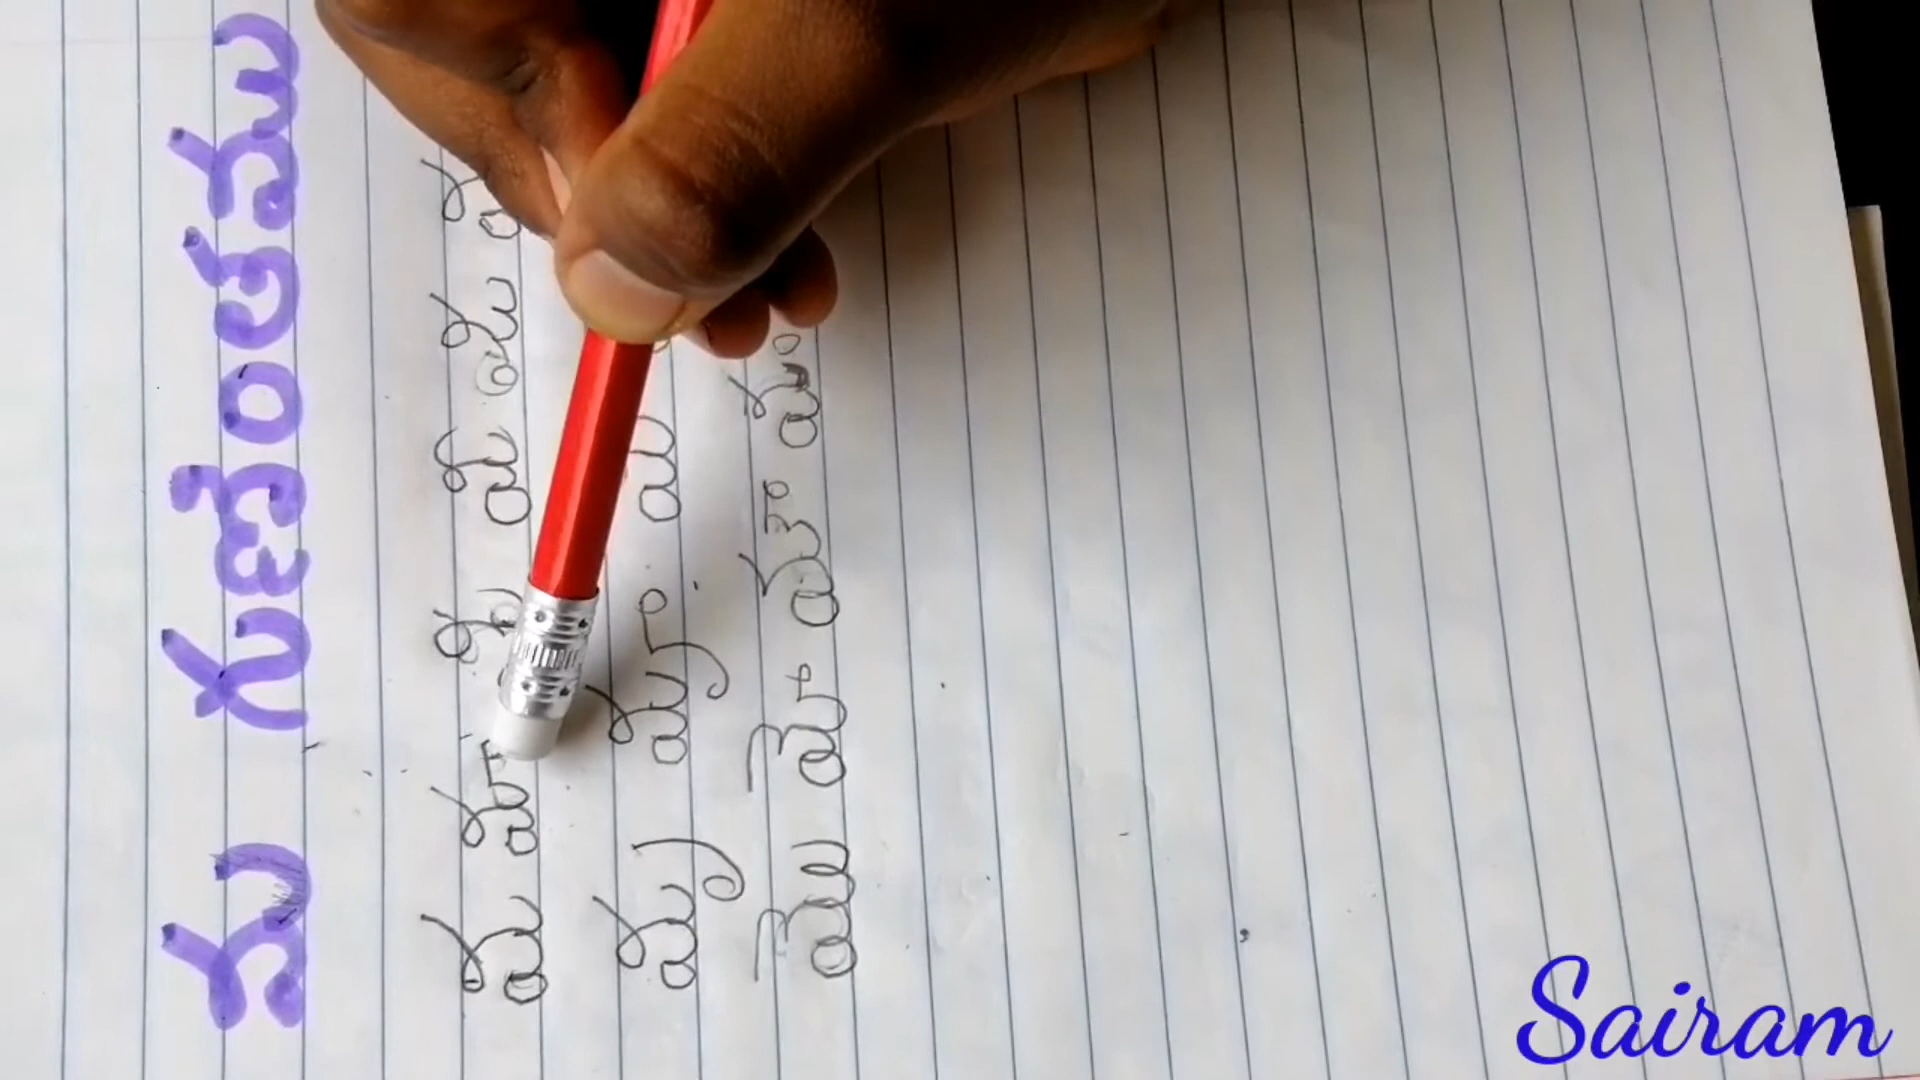 మ గుణింతము
మ మా మి మీ ము
మృ మౄ
మొ మో మౌ మం
Sairam